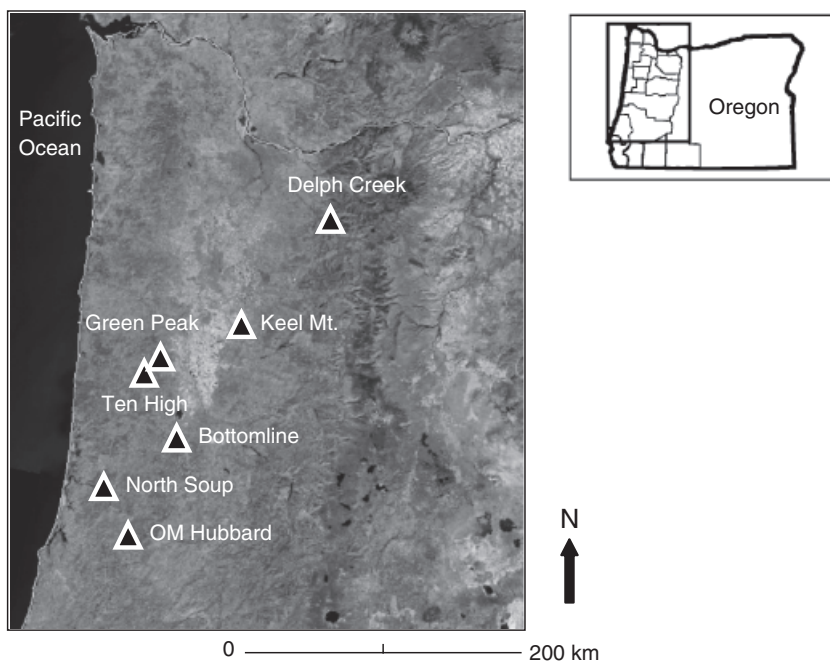 Pacific
Ocean
Oregon
Delph Creek
Green Peak
Keel Mt.
Ten High
Bottomline
North Soup
OM Hubbard
N
0
200 km